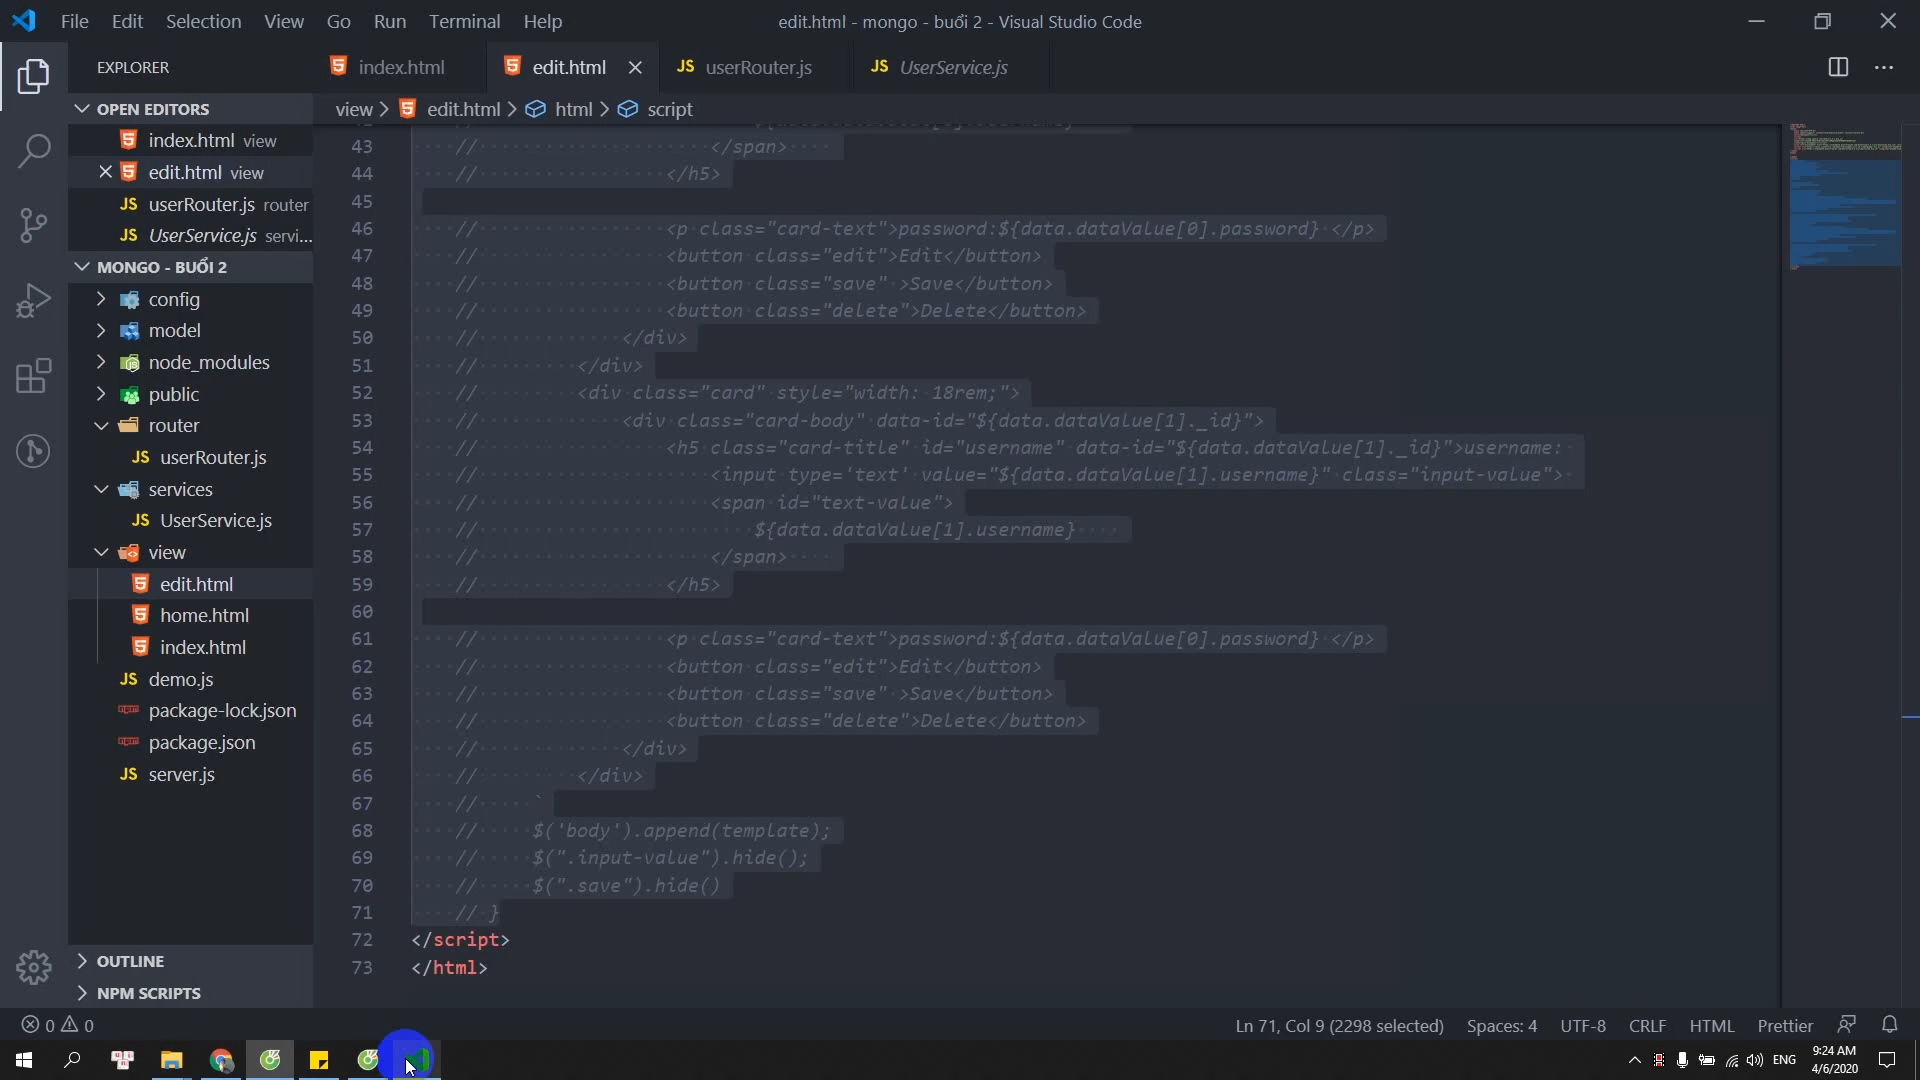 File Edit Selection View Go Run Terminal Help
edit.html - mongo - buổi 2 - Visual Studio Code
EXPLORER
index.html
edit.html
JS userRouter.js
JS UserService.js
OPEN EDITORS
index.html view
edit.html view
JS userRouter.js router
JS UserService.js servi...
MONGO - BUỔI 2
config
model
node_modules
public
router
JS userRouter.js
services
JS UserService.js
view
edit.html
home.html
index.html
JS demo.js
package-lock.json
package.json
JS server.js
OUTLINE
NPM SCRIPTS
view > edit.html > html > script
43 // </span>
44 // </h5>
45
46 // <p class="card-text">password:${data.dataValue[0].password} </p>
47 // <button class="edit">Edit</button>
48 // <button class="save" >Save</button>
49 // <button class="delete">Delete</button>
50 // </div>
51 // </div>
52 // <div class="card" style="width: 18rem;">
53 // <div class="card-body" data-id="${data.dataValue[1]._id}">
54 // <h5 class="card-title" id="username" data-id="${data.dataValue[1]._id}">username:
55 // <input type='text' value="${data.dataValue[1].username}" class="input-value">
56 // <span id="text-value">
57 // ${data.dataValue[1].username}
58 // </span>
59 // </h5>
60
61 // <p class="card-text">password:${data.dataValue[0].password} </p>
62 // <button class="edit">Edit</button>
63 // <button class="save" >Save</button>
64 // <button class="delete">Delete</button>
65 // </div>
66 // </div>
67 // `
68 // $('body').append(template);
69 // $(".input-value").hide();
70 // $(".save").hide()
71 // }
72 </script>
73 </html>
0 0
Ln 71, Col 9 (2298 selected) Spaces: 4 UTF-8 CRLF HTML Prettier
ENG
9:24 AM
4/6/2020